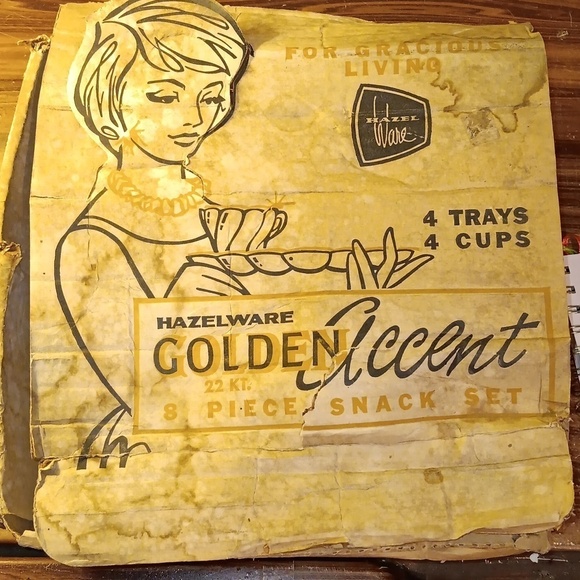 FOR GRACIOUS
LIVING
HAZEL
Ware
4 TRAYS
4 CUPS
HAZELWARE
GOLDEN Accent
22 KT.
8 PIECE SNACK SET